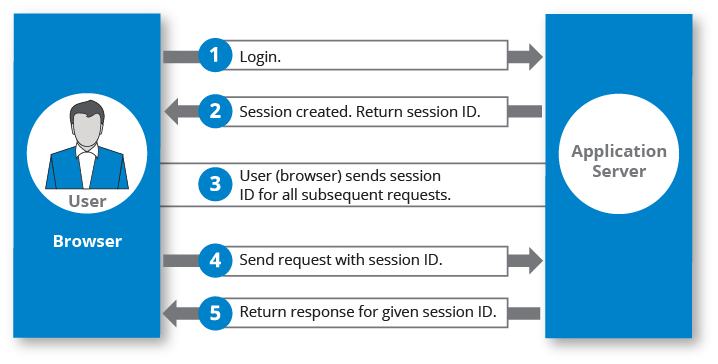 1 Login.
2 Session created. Return session ID.
Application
Server
3 User (browser) sends session
ID for all subsequent requests.
User
Browser
4 Send request with session ID.
5 Return response for given session ID.